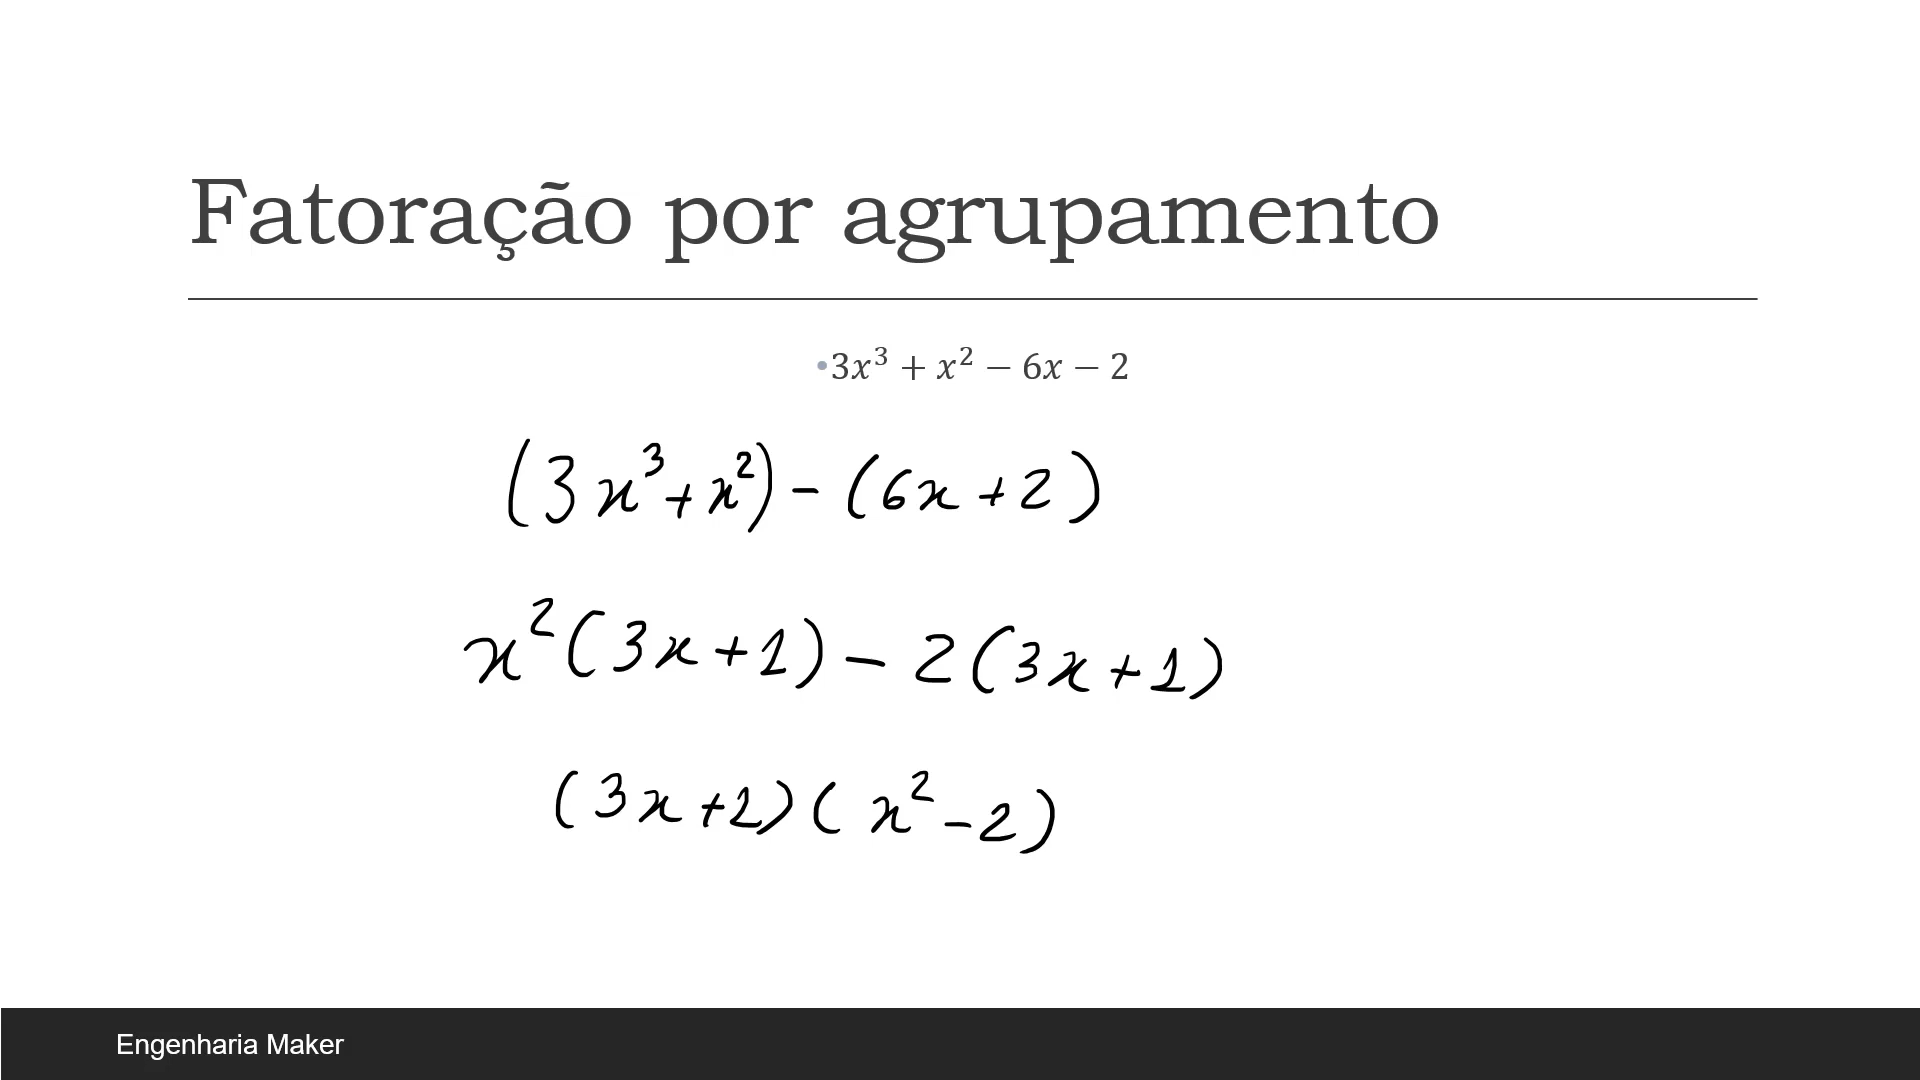 Fatoração por agrupamento
•3x³ + x² − 6x − 2
(3x³+x²) - (6x+2)
x²(3x+1) - 2(3x+1)
(3x+1)(x²-2)
Engenharia Maker